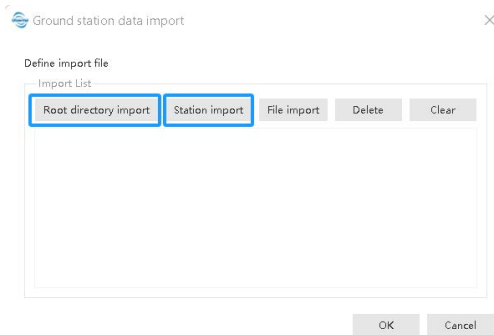 Ground station data import
Define import file
Import List
Root directory import Station import File import Delete Clear
OK Cancel